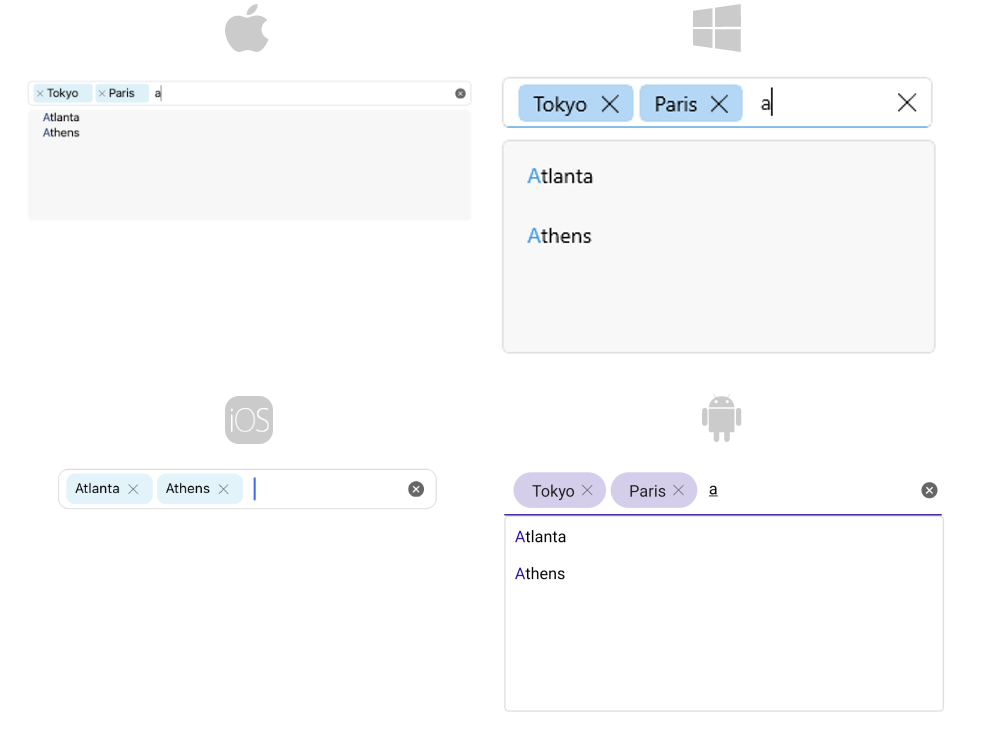 Tokyo Paris a
Atlanta
Athens
Tokyo Paris a
Atlanta
Athens
iOS
Atlanta Athens
Tokyo Paris a
Atlanta
Athens